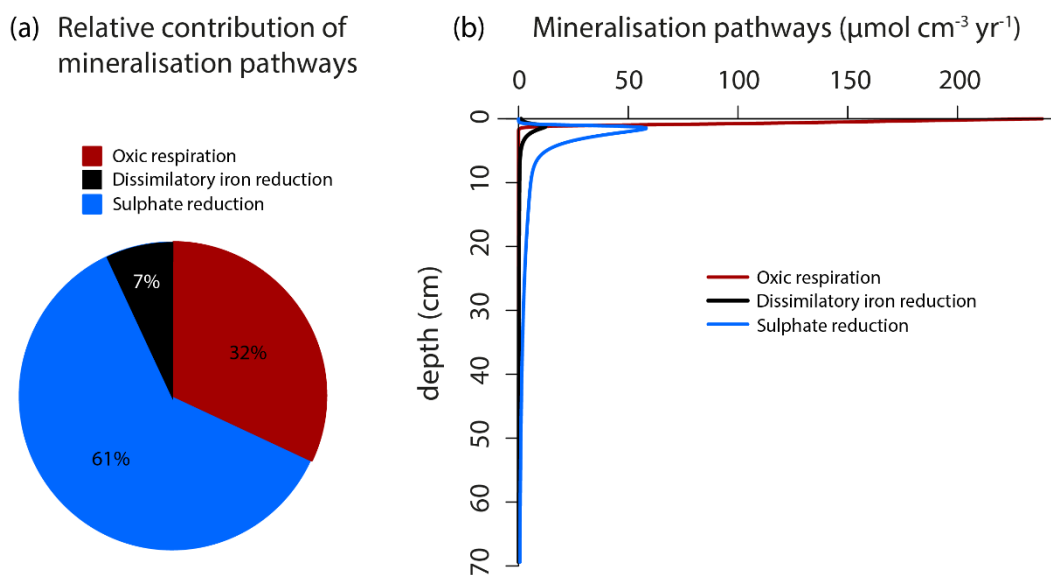 (a) Relative contribution of
mineralisation pathways
Oxic respiration
Dissimilatory iron reduction
Sulphate reduction
7%
32%
61%
(b) Mineralisation pathways (µmol cm⁻³ yr⁻¹)
0 50 100 150 200
0
10
20
30
40
50
60
70
depth (cm)
Oxic respiration
Dissimilatory iron reduction
Sulphate reduction